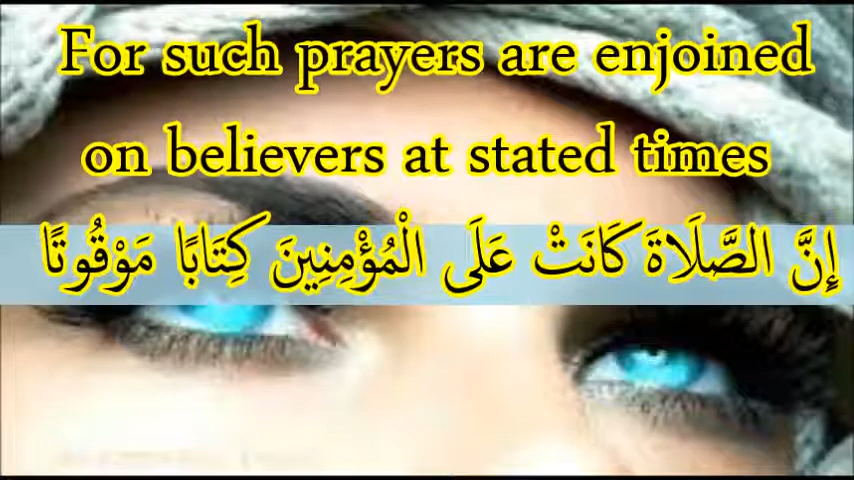 For such prayers are enjoined
on believers at stated times
إِنَّ الصَّلَاةَ كَانَتْ عَلَى الْمُؤْمِنِينَ كِتَابًا مَوْقُوتًا